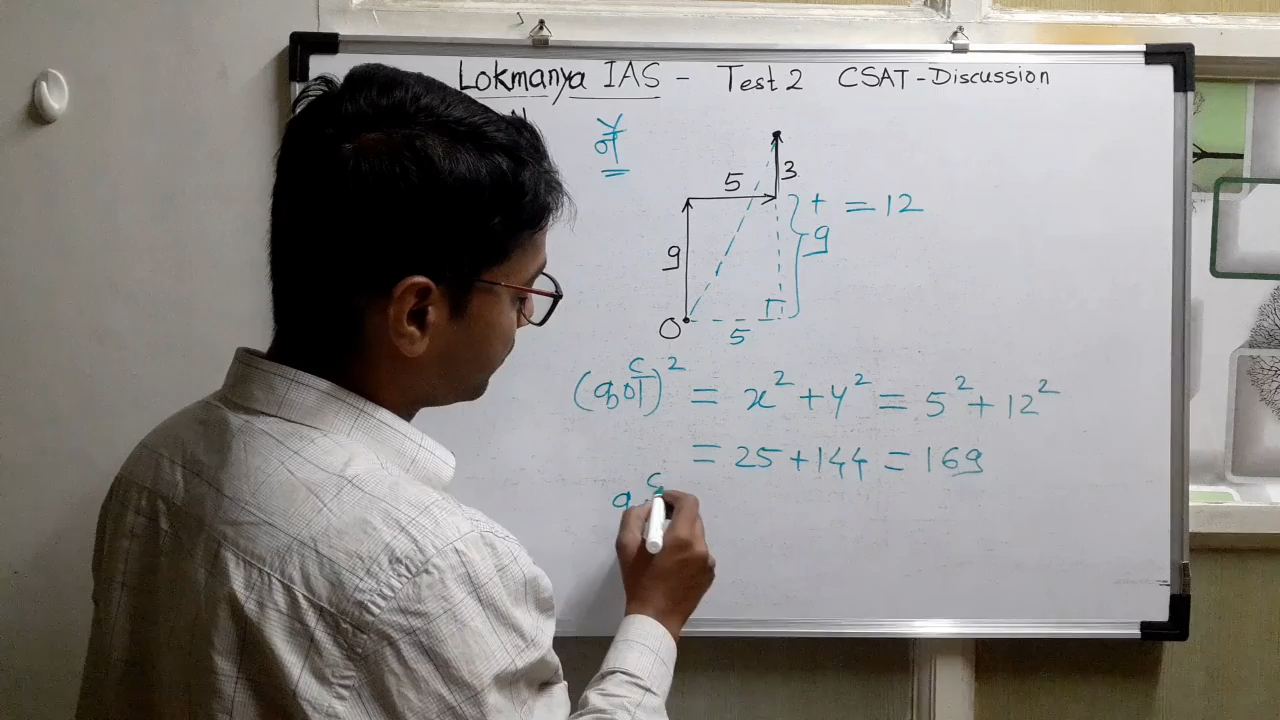 Lokmanya IAS - Test 2 CSAT - Discussion
5
3
+ = 12
9
9
O
5
(कर्ण)² = x² + y² = 5² + 12²
= 25 + 144 = 169